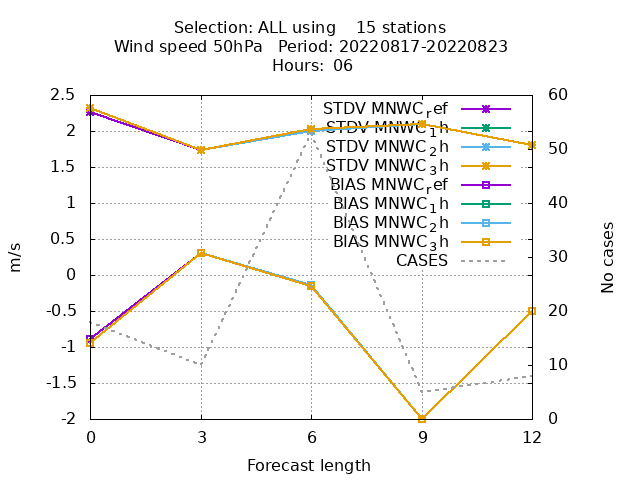 Selection: ALL using 15 stations
Wind speed 50hPa Period: 20220817-20220823
Hours: 06
2.5
2
1.5
1
0.5
0
-0.5
-1
-1.5
-2
m/s
STDV MNWC_ref
STDV MNWC_1h
STDV MNWC_2h
STDV MNWC_3h
BIAS MNWC_ref
BIAS MNWC_1h
BIAS MNWC_2h
BIAS MNWC_3h
CASES
60
50
40
30
20
10
0
No cases
0 3 6 9 12
Forecast length